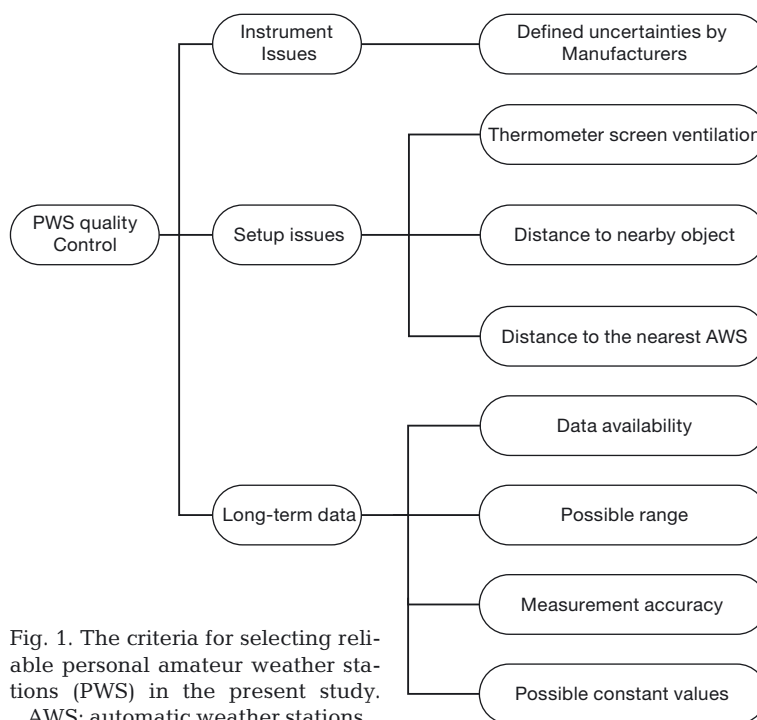 Instrument
Issues
Defined uncertainties by
Manufacturers
Thermometer screen ventilation
PWS quality
Control
Setup issues
Distance to nearby object
Distance to the nearest AWS
Data availability
Long-term data
Possible range
Measurement accuracy
Possible constant values
Fig. 1. The criteria for selecting reli-
able personal amateur weather sta-
tions (PWS) in the present study.
AWS: automatic weather stations